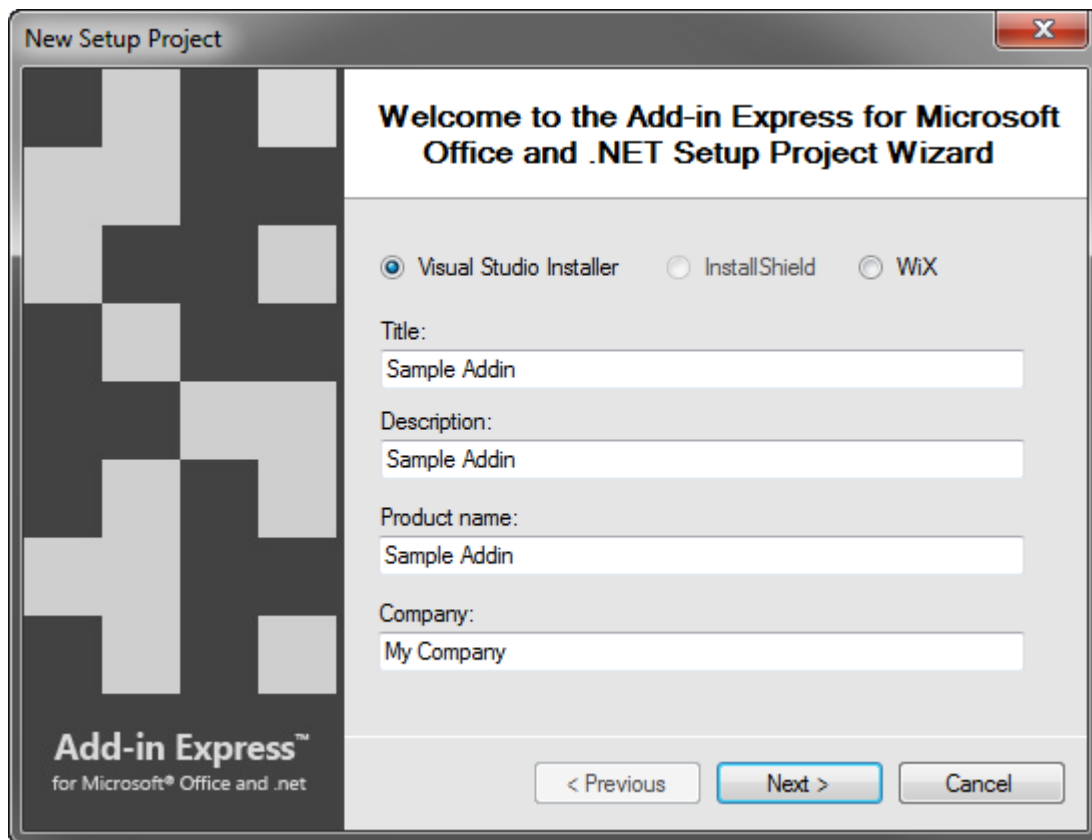 New Setup Project
X
Welcome to the Add-in Express for Microsoft
Office and .NET Setup Project Wizard
Visual Studio Installer InstallShield WiX
Title:
Sample Addin
Description:
Sample Addin
Product name:
Sample Addin
Company:
My Company
Add-in Express™
for Microsoft® Office and .net
< Previous Next > Cancel